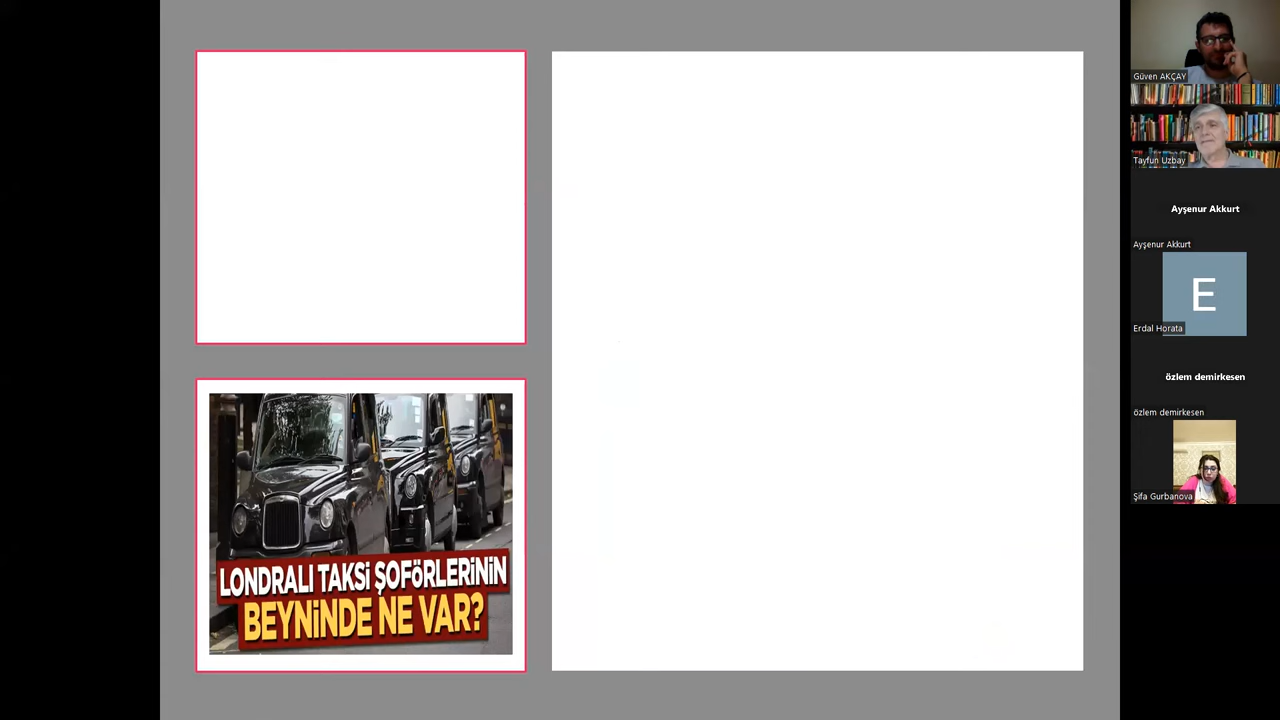 LONDRALI TAKSİ ŞOFÖRLERİNİN
BEYNİNDE NE VAR?
Güven AKÇAY
Tayfun Uzbay
Ayşenur Akkurt
Ayşenur Akkurt
E
Erdal Horata
özlem demirkesen
özlem demirkesen
Şifa Gurbanova